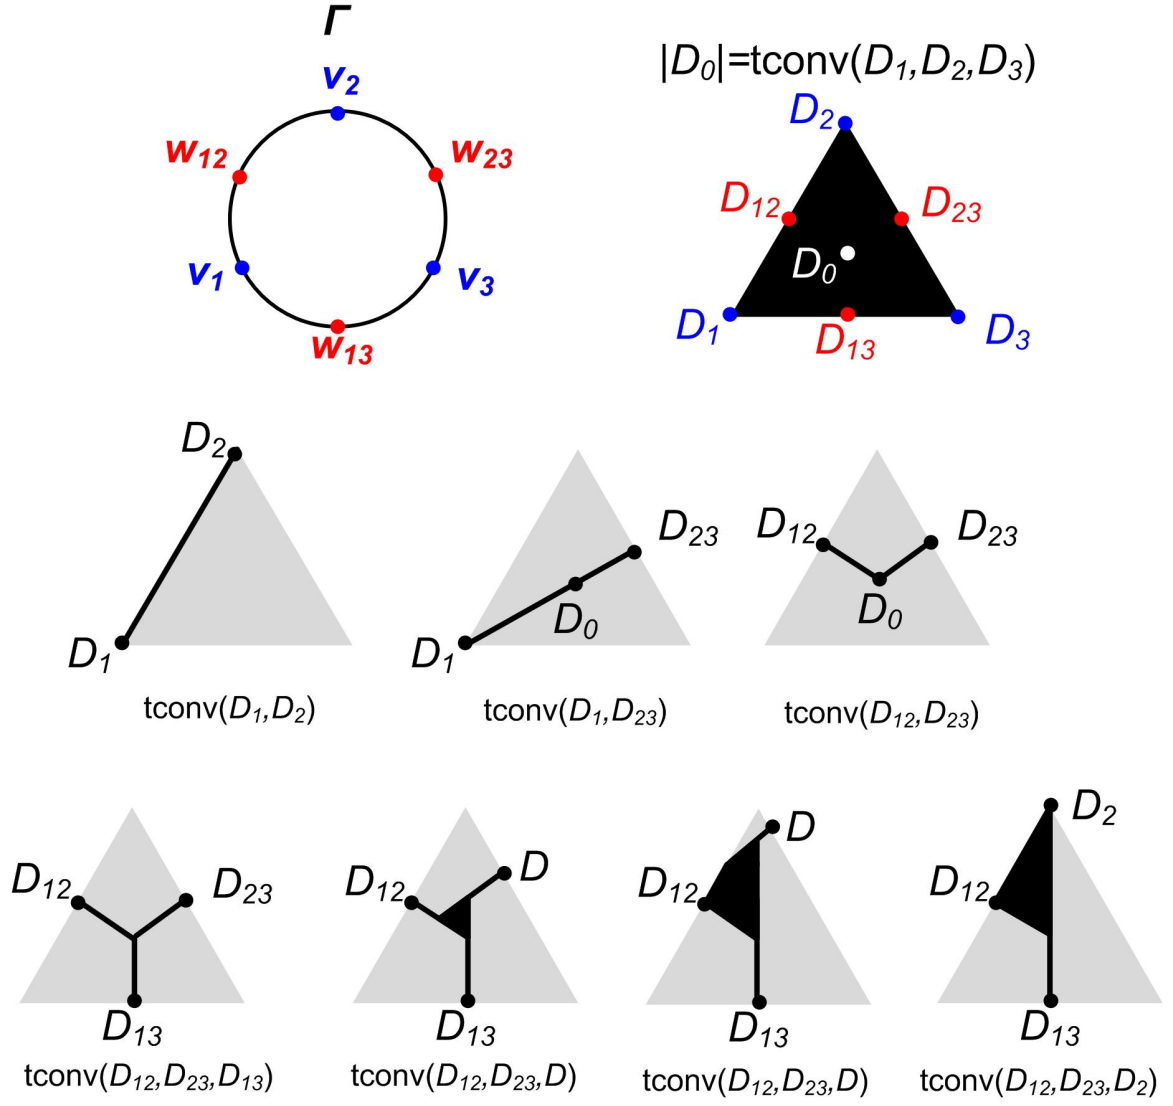 Γ
v2
w12
w23
v1
v3
w13
|D0|=tconv(D1,D2,D3)
D2
D12
D23
D0
D1
D13
D3
D2
D1
tconv(D1,D2)
D23
D0
D1
tconv(D1,D23)
D12
D23
D0
tconv(D12,D23)
D12
D23
D13
tconv(D12,D23,D13)
D12
D
D13
tconv(D12,D23,D)
D
D12
D13
tconv(D12,D23,D)
D2
D12
D13
tconv(D12,D23,D2)